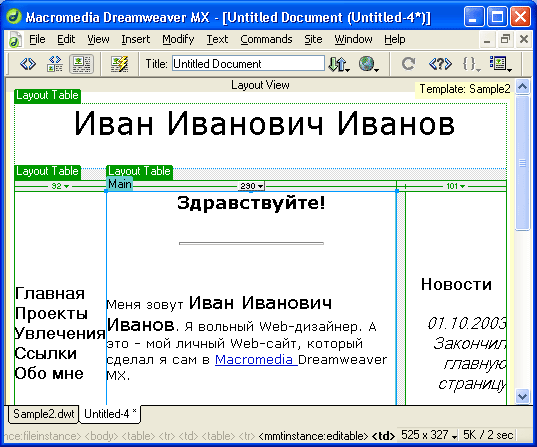 Macromedia Dreamweaver MX - [Untitled Document (Untitled-4*)]
File Edit View Insert Modify Text Commands Site Window Help
Title: Untitled Document
Layout View
Template: Sample2
Layout Table
Иван Иванович Иванов
Layout Table Layout Table
92 Main 290 101
Здравствуйте!
Новости
Главная
Проекты
Увлечения
Ссылки
Обо мне
Меня зовут Иван Иванович
Иванов. Я вольный Web-дизайнер. А
это - мой личный Web-сайт, который
сделал я сам в Macromedia Dreamweaver
MX.
01.10.2003
Закончил
главную
страницу
Sample2.dwt Untitled-4 *
nce:fileinstance> <body> <table> <tr> <td> <table> <tr> <mmtinstance:editable> <td> 525 x 327 5K / 2 sec